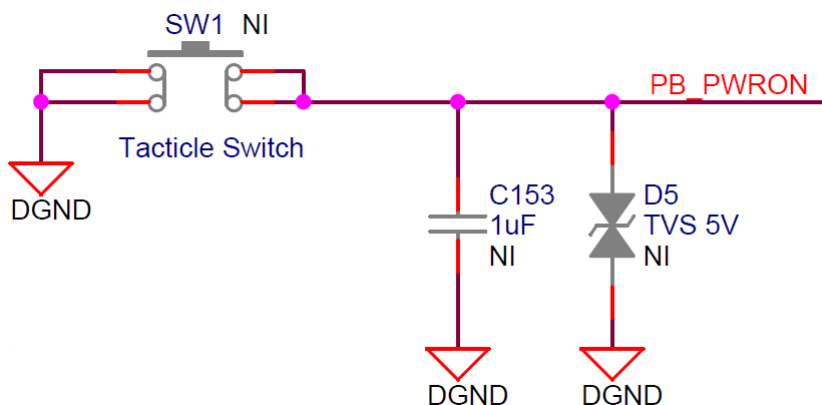 SW1 NI
PB_PWRON
Tacticle Switch
DGND
C153
1uF
NI
D5
TVS 5V
NI
DGND
DGND